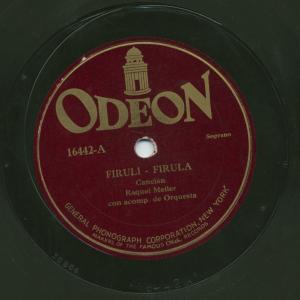 ODEON
16442-A
Soprano
FIRULÍ - FIRULA
Canción
Raquel Meller
con acomp. de Orquesta
GENERAL PHONOGRAPH CORPORATION, NEW YORK
MAKERS OF THE FAMOUS Okeh RECORDS